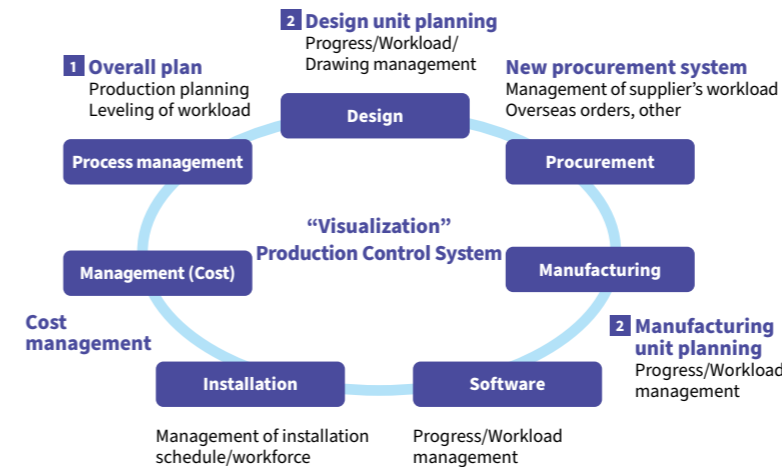 2 Design unit planning
Progress/Workload/
Drawing management
1 Overall plan
Production planning
Leveling of workload
New procurement system
Management of supplier's workload
Overseas orders, other
Design
Process management
Procurement
“Visualization”
Production Control System
Management (Cost)
Manufacturing
Cost
management
2 Manufacturing
unit planning
Progress/Workload
management
Installation
Software
Management of installation
schedule/workforce
Progress/Workload
management